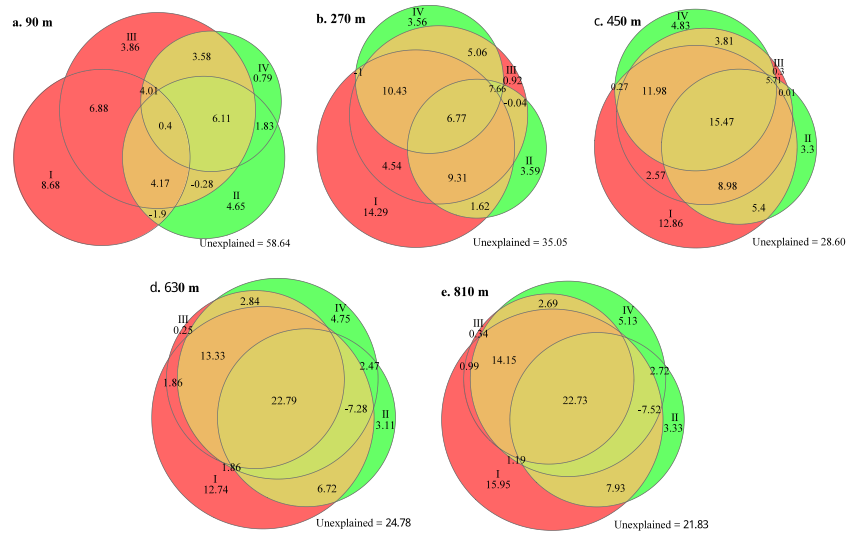 a. 90 m
III
3.86
3.58
IV
0.79
4.01
6.88
0.4
6.11
1.83
I
8.68
4.17
-0.28
II
4.65
-1.9
Unexplained = 58.64
b. 270 m
IV
3.56
5.06
-1
III
0.92
10.43
7.66
-0.04
6.77
4.54
9.31
II
3.59
I
14.29
1.62
Unexplained = 35.05
c. 450 m
IV
4.83
3.81
III
0.3
5.71
0.27
11.98
0.01
15.47
II
3.3
2.57
8.98
I
12.86
5.4
Unexplained = 28.60
d. 630 m
2.84
IV
4.75
III
0.25
13.33
2.47
1.86
22.79
-7.28
II
3.11
1.86
I
12.74
6.72
Unexplained = 24.78
e. 810 m
2.69
IV
5.13
III
0.34
14.15
0.99
2.72
22.73
-7.52
II
3.33
1.19
I
15.95
7.93
Unexplained = 21.83